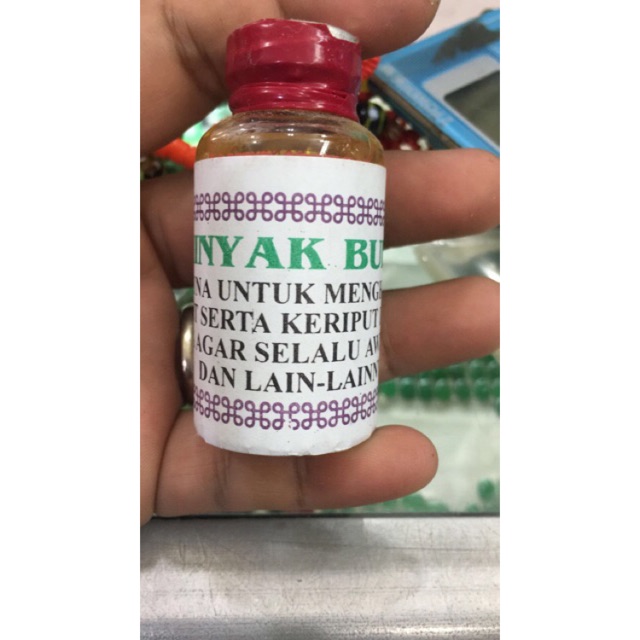 INYAK BU
NA UNTUK MENG
T SERTA KERIPUT
AGAR SELALU AW
DAN LAIN-LAINN